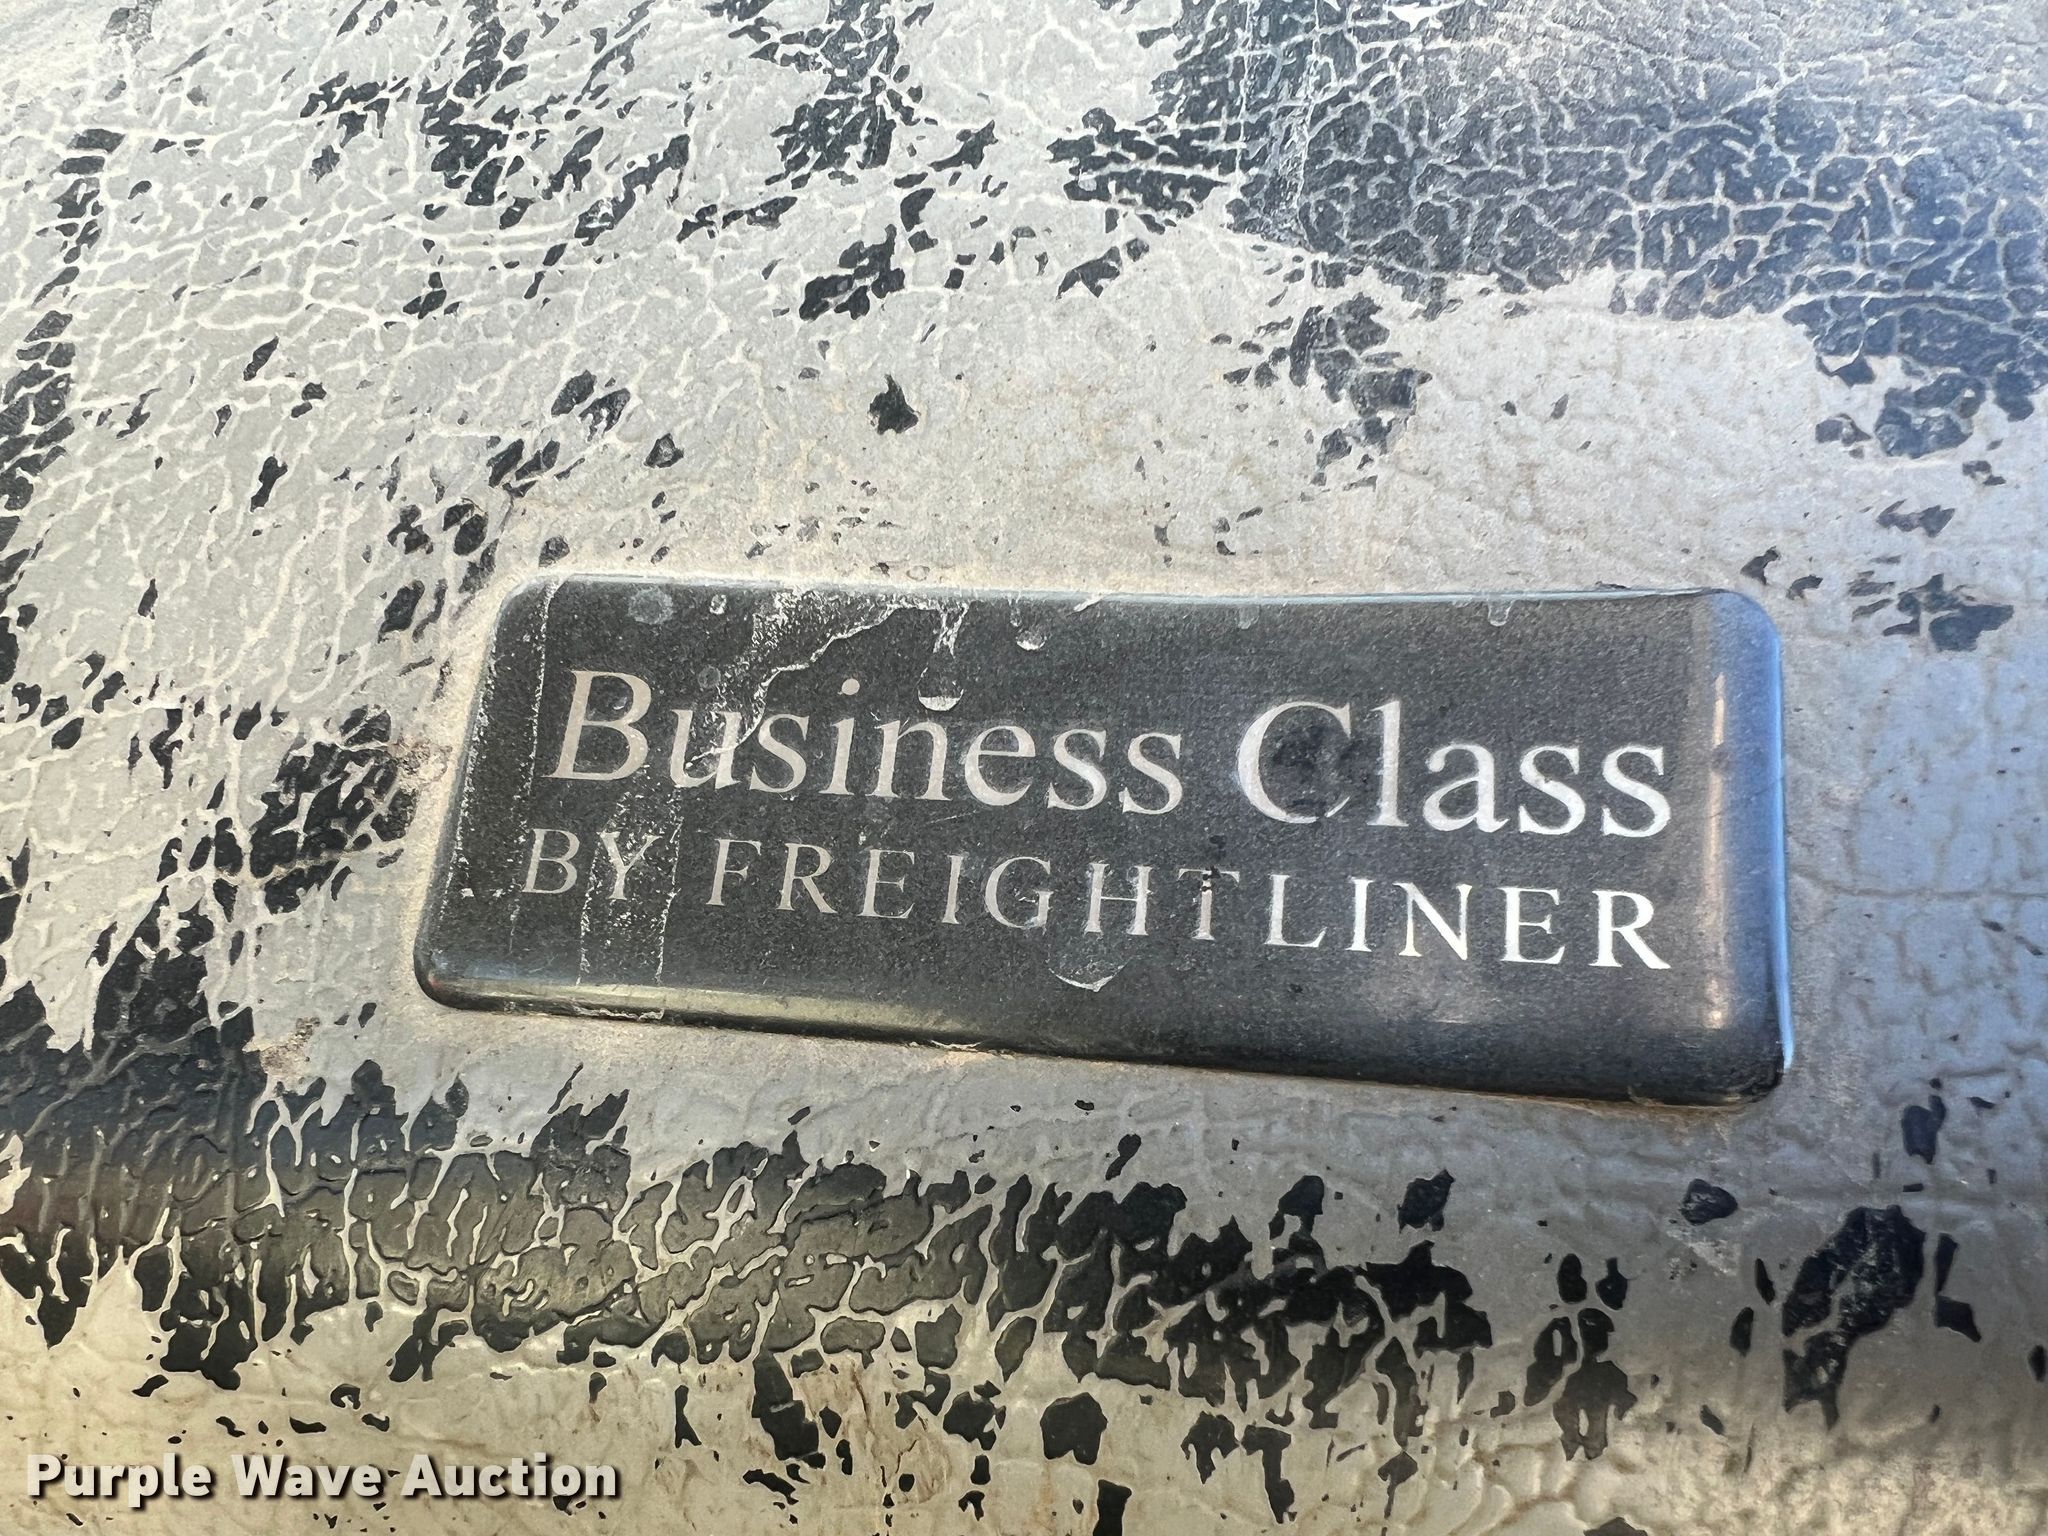 Business Class
BY FREIGHTLINER
Purple Wave Auction